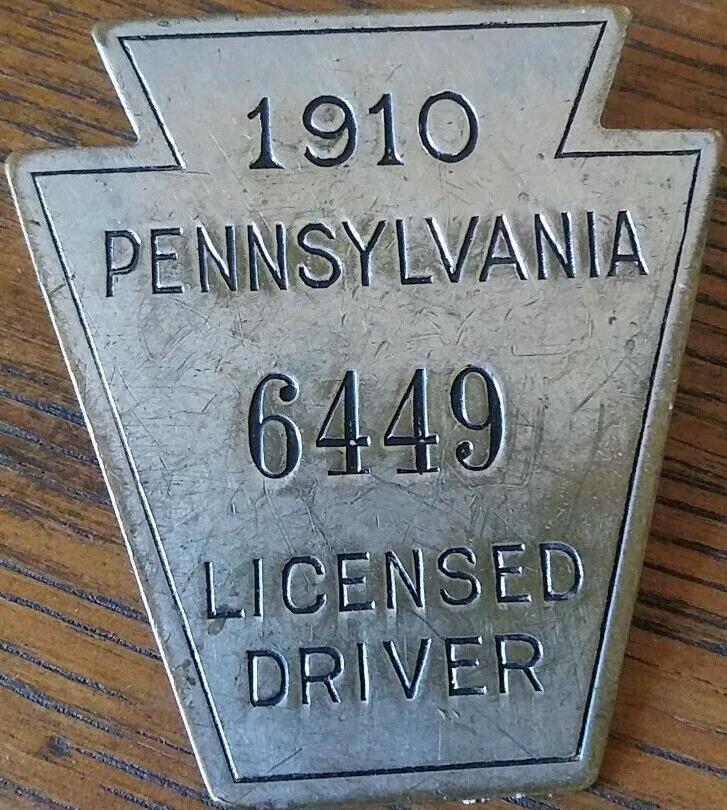 1910
PENNSYLVANIA
6449
LICENSED
DRIVER